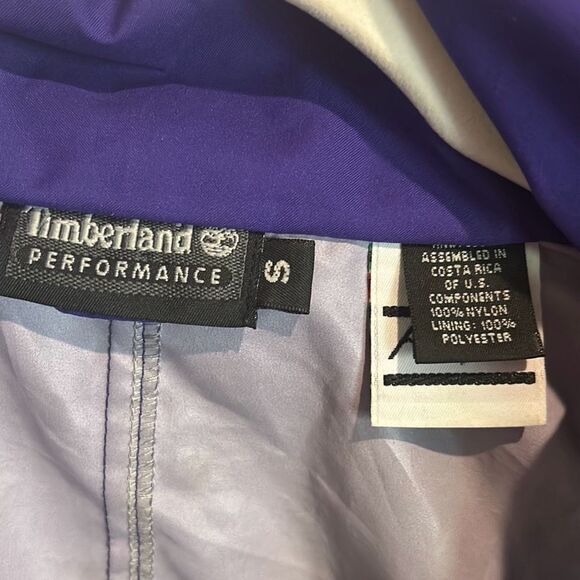 Timberland
PERFORMANCE
S
ASSEMBLED IN
COSTA RICA
OF U.S.
COMPONENTS
100% NYLON
LINING: 100%
POLYESTER